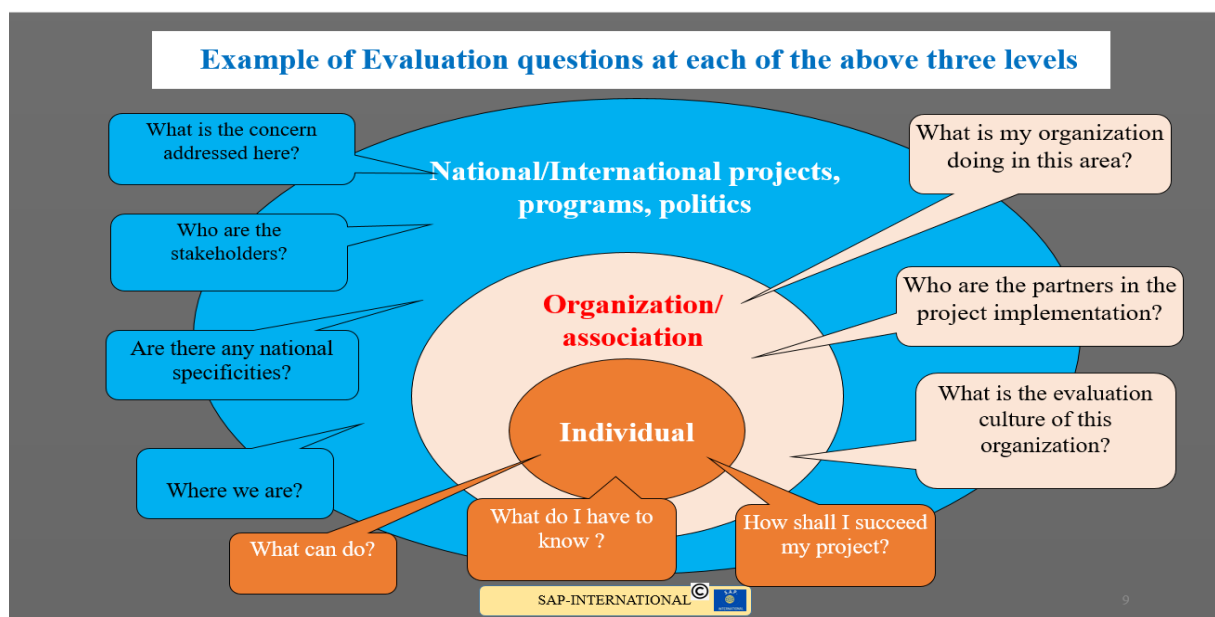 Example of Evaluation questions at each of the above three levels
What is the concern
addressed here?
Who are the
stakeholders?
Are there any national
specificities?
Where we are?
National/International projects,
programs, politics
What is my organization
doing in this area?
Who are the partners in the
project implementation?
What is the evaluation
culture of this
organization?
Organization/
association
Individual
What can do?
What do I have to
know ?
How shall I succeed
my project?
SAP-INTERNATIONAL ©
9